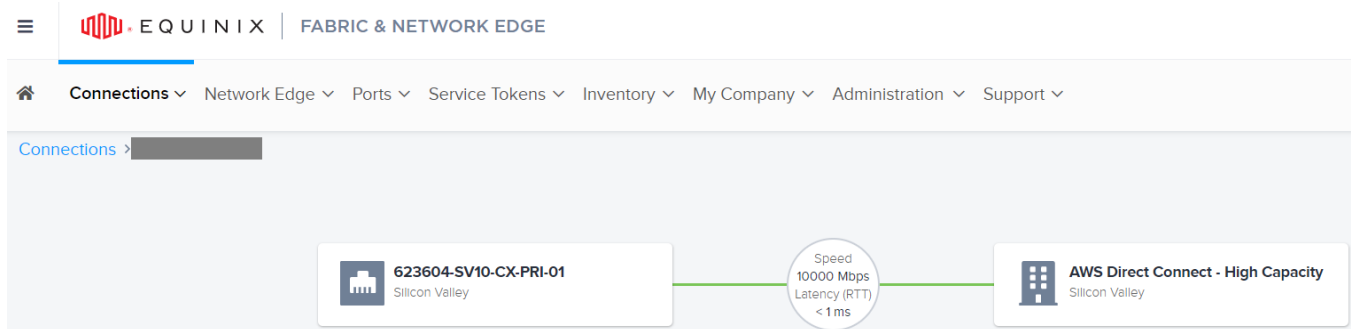 EQUINIX FABRIC & NETWORK EDGE
Connections Network Edge Ports Service Tokens Inventory My Company Administration Support
Connections >
623604-SV10-CX-PRI-01
Silicon Valley
Speed
10000 Mbps
Latency (RTT)
< 1 ms
AWS Direct Connect - High Capacity
Silicon Valley